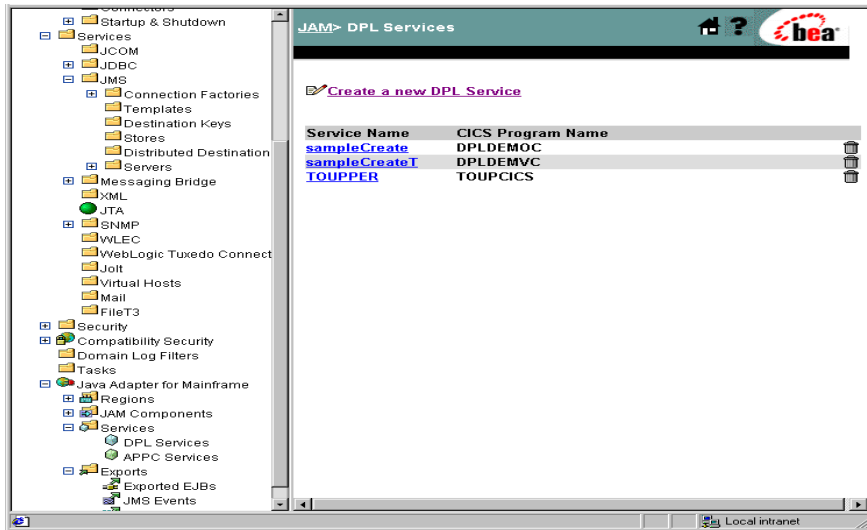 Connectors
Startup & Shutdown
Services
JCOM
JDBC
JMS
Connection Factories
Templates
Destination Keys
Stores
Distributed Destination
Servers
Messaging Bridge
XML
JTA
SNMP
WLEC
WebLogic Tuxedo Connect
Jolt
Virtual Hosts
Mail
FileT3
Security
Compatibility Security
Domain Log Filters
Tasks
Java Adapter for Mainframe
Regions
JAM Components
Services
DPL Services
APPC Services
Exports
Exported EJBs
JMS Events
JAM> DPL Services
?
bea
Create a new DPL Service
Service Name CICS Program Name
sampleCreate DPLDEMOC
sampleCreateT DPLDEMVC
TOUPPER TOUPCICS
Local intranet